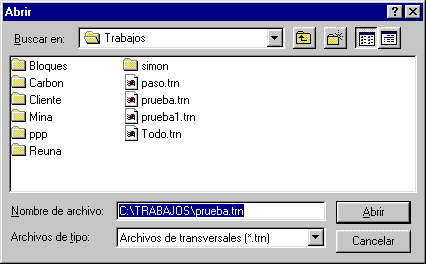 Abrir
Buscar en: Trabajos
Bloques
Carbon
Cliente
Mina
ppp
Reuna
simon
paso.trn
prueba.trn
prueba1.trn
Todo.trn
Nombre de archivo: C:\TRABAJOS\prueba.trn
Abrir
Archivos de tipo: Archivos de transversales (*.trn)
Cancelar